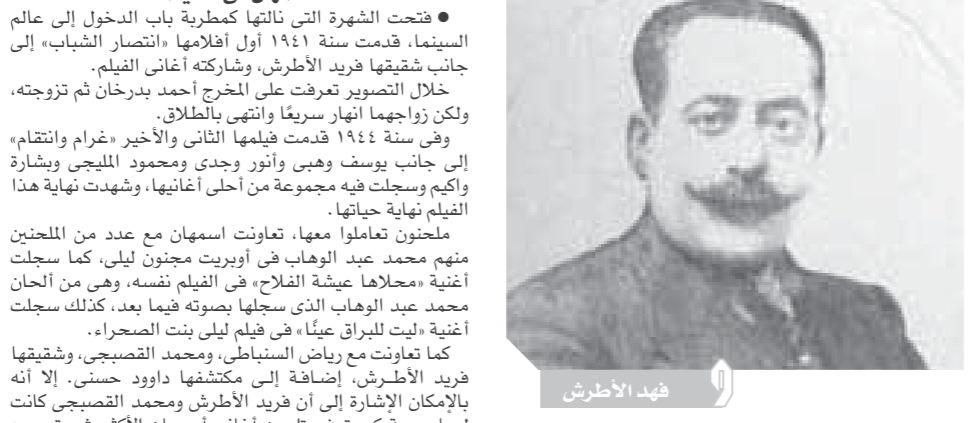 ● فتحت الشهرة التى نالتها كمطربة باب الدخول إلى عالم
السينما، قدمت سنة ١٩٤١ أول أفلامها «انتصار الشباب» إلى
جانب شقيقها فريد الأطرش، وشاركته أغانى الفيلم.
خلال التصوير تعرفت على المخرج أحمد بدرخان ثم تزوجته،
ولكن زواجهما انهار سريعًا وانتهى بالطلاق.
وفى سنة ١٩٤٤ قدمت فيلمها الثانى والأخير «غرام وانتقام»
إلى جانب يوسف وهبى وأنور وجدى ومحمود المليجى وبشارة
واكيم وسجلت فيه مجموعة من أحلى أغانيها، وشهدت نهاية هذا
الفيلم نهاية حياتها.
ملحنون تعاملوا معها، تعاونت اسمهان مع عدد من الملحنين
منهم محمد عبد الوهاب فى أوبريت مجنون ليلى، كما سجلت
أغنية «محلاها عيشة الفلاح» فى الفيلم نفسه، وهى من ألحان
محمد عبد الوهاب الذى سجلها بصوته فيما بعد، كذلك سجلت
أغنية «ليت للبراق عينًا» فى فيلم ليلى بنت الصحراء.
كما تعاونت مع رياض السنباطى، ومحمد القصبجى، وشقيقها
فريد الأطرش، إضافة إلى مكتشفها داوود حسنى. إلا أنه
بالإمكان الإشارة إلى أن فريد الأطرش ومحمد القصبجى كانت
فهد الأطرش